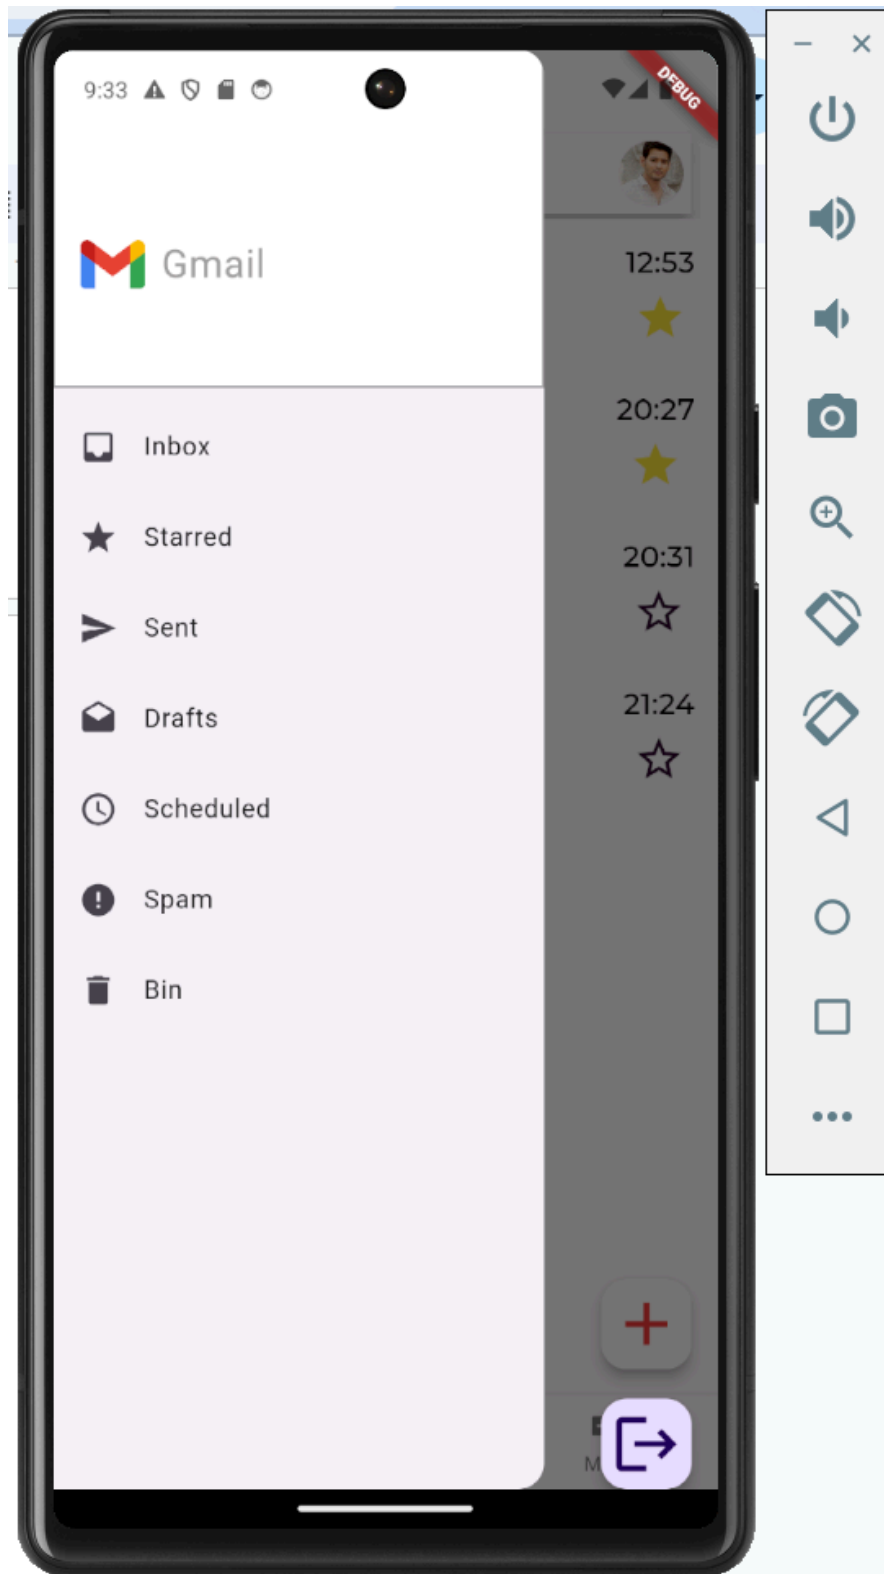 9:33
DEBUG
Gmail
12:53
20:27
Inbox
Starred
20:31
Sent
21:24
Drafts
Scheduled
Spam
Bin
M